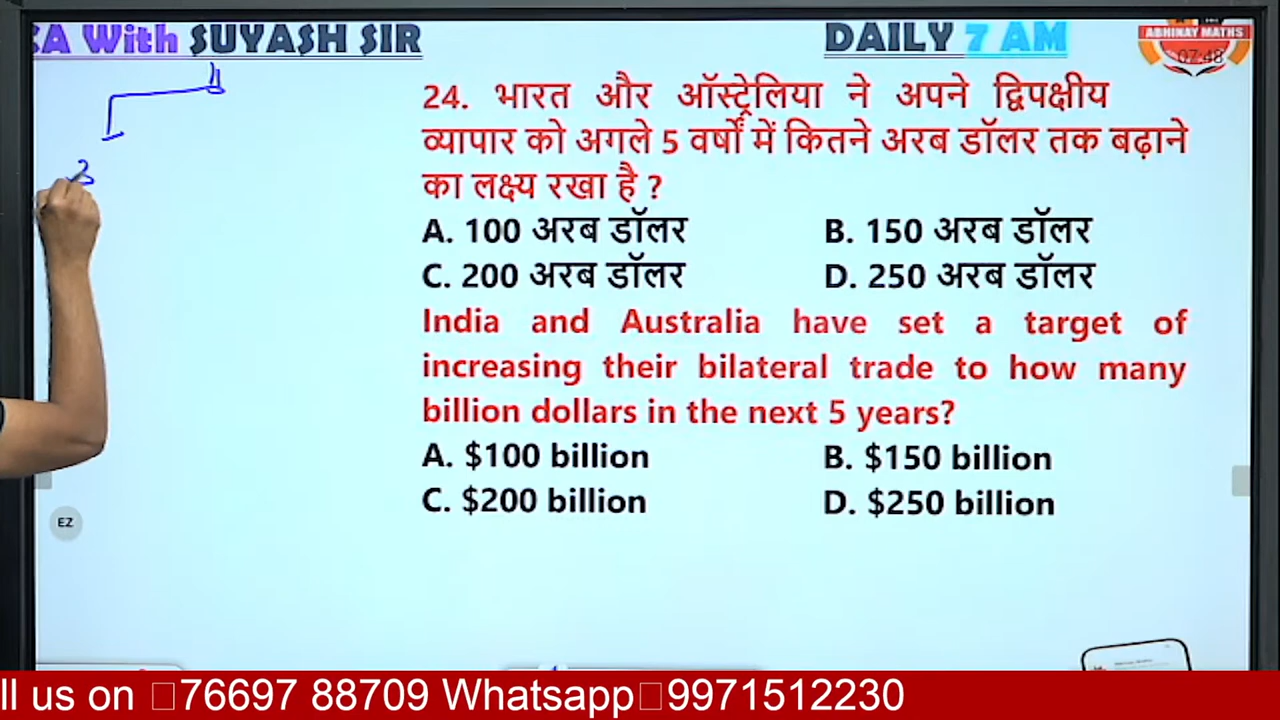 CA With SUYASH SIR
DAILY 7 AM
ABHINAY MATHS
07:48
24. भारत और ऑस्ट्रेलिया ने अपने द्विपक्षीय
व्यापार को अगले 5 वर्षों में कितने अरब डॉलर तक बढ़ाने
का लक्ष्य रखा है ?
A. 100 अरब डॉलर B. 150 अरब डॉलर
C. 200 अरब डॉलर D. 250 अरब डॉलर
India and Australia have set a target of
increasing their bilateral trade to how many
billion dollars in the next 5 years?
A. $100 billion B. $150 billion
C. $200 billion D. $250 billion
EZ
ll us on 76697 88709 Whatsapp 9971512230